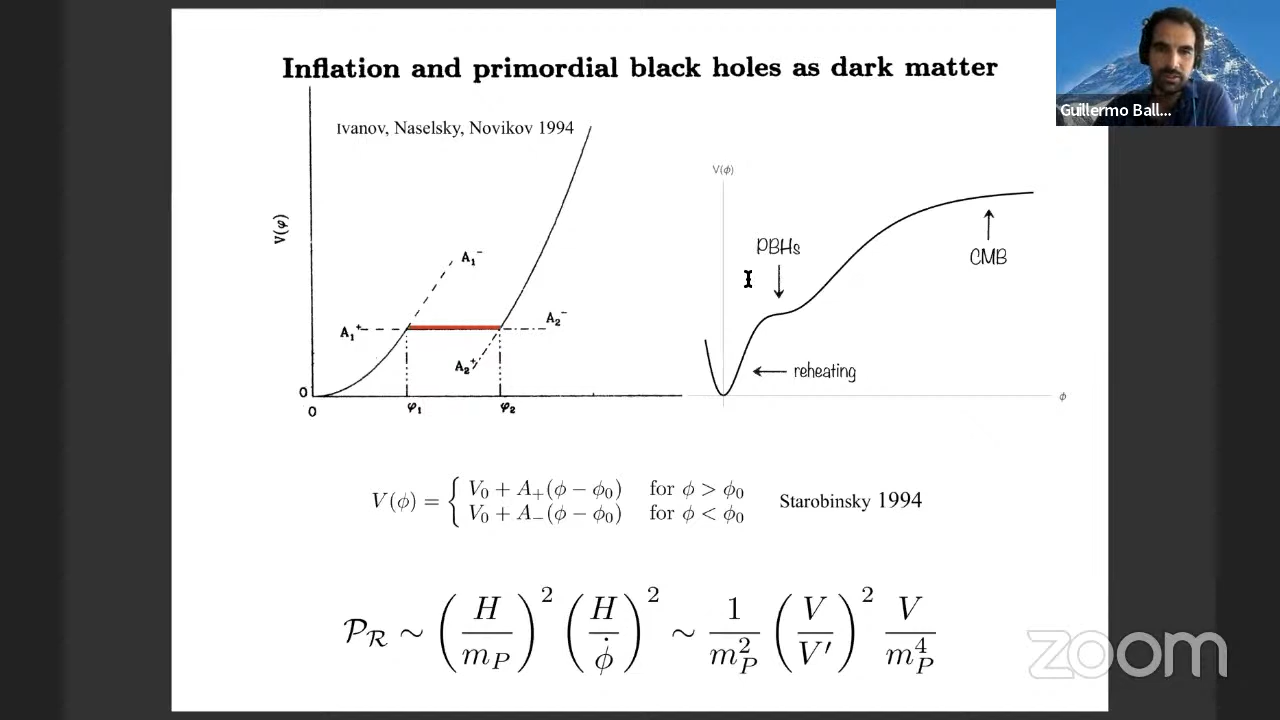 Inflation and primordial black holes as dark matter
Guillermo Ball...
Ivanov, Naselsky, Novikov 1994
V(φ)
A₁⁻
A₁⁺
A₂⁻
A₂⁺
0
0
φ₁
φ₂
V(ϕ)
PBHs
CMB
reheating
ϕ
V(ϕ) = { V₀ + A₊(ϕ − ϕ₀) for ϕ > ϕ₀
V₀ + A₋(ϕ − ϕ₀) for ϕ < ϕ₀
Starobinsky 1994
𝒫_ℛ ∼ (H/m_P)² (H/ϕ̇)² ∼ 1/m_P² (V/V′)² V/m_P⁴
zoom